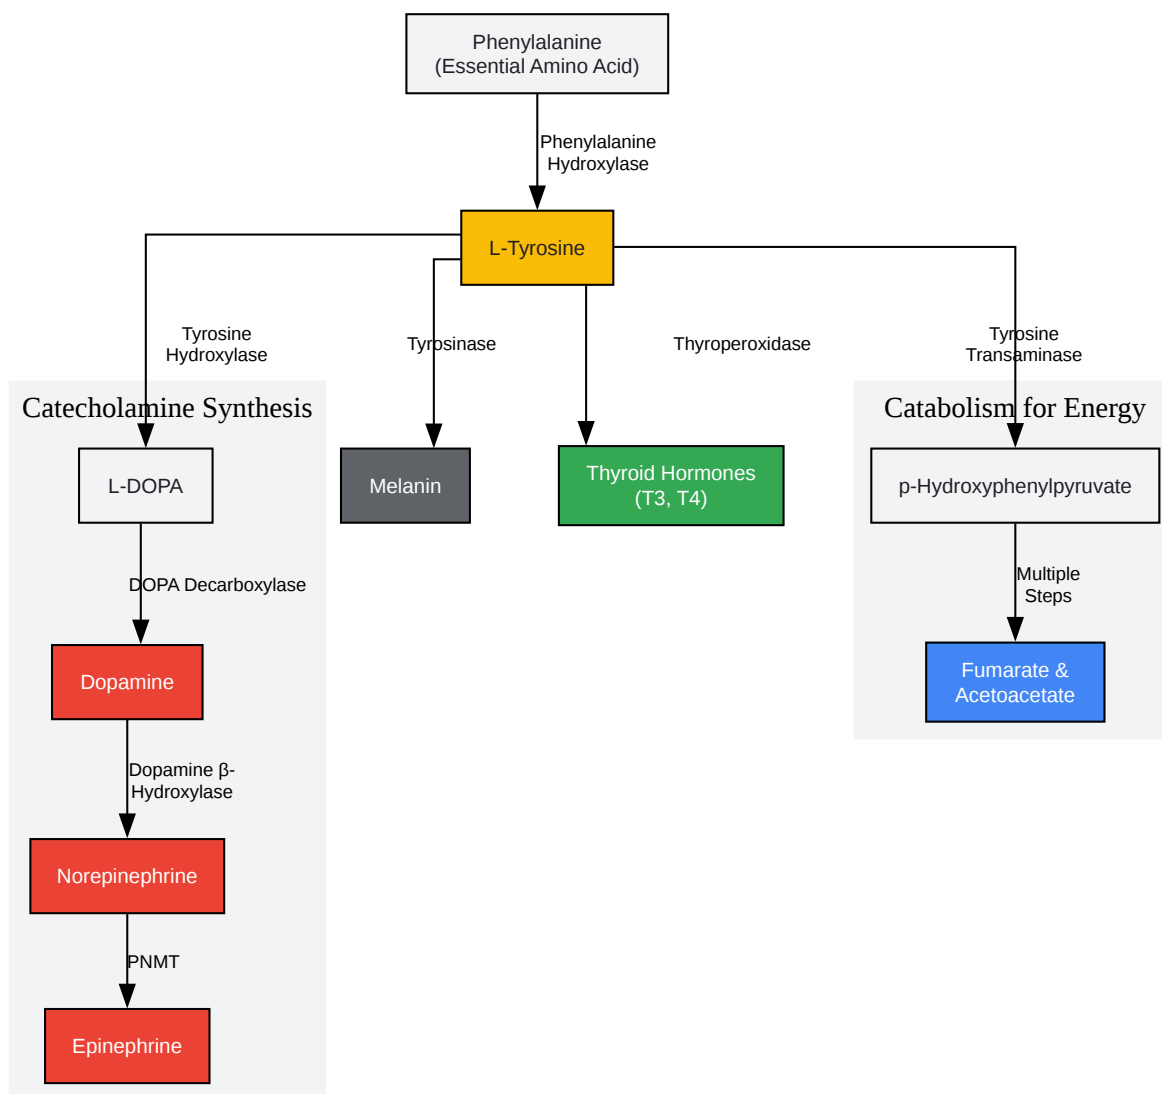 Phenylalanine
(Essential Amino Acid)
Phenylalanine
Hydroxylase
L-Tyrosine
Tyrosine
Hydroxylase
Tyrosinase
Thyroperoxidase
Tyrosine
Transaminase
Catecholamine Synthesis
Catabolism for Energy
L-DOPA
Melanin
Thyroid Hormones
(T3, T4)
p-Hydroxyphenylpyruvate
DOPA Decarboxylase
Multiple
Steps
Dopamine
Fumarate &
Acetoacetate
Dopamine β-
Hydroxylase
Norepinephrine
PNMT
Epinephrine